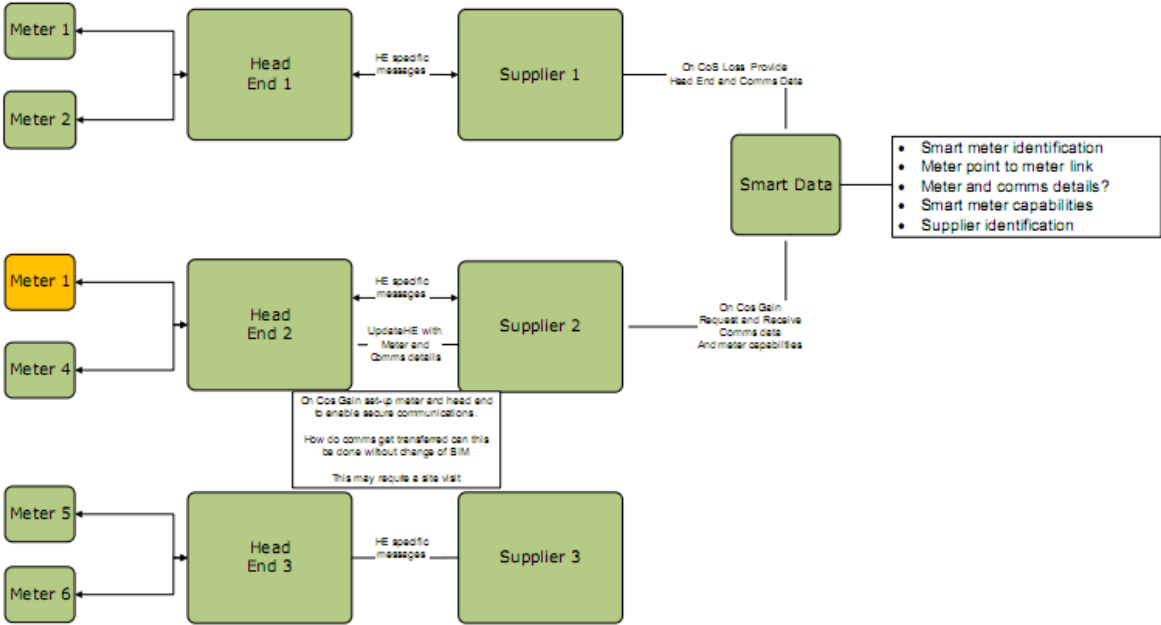 Meter 1
Meter 2
Head
End 1
HE specific
messages
Supplier 1
On CoS Loss Provide
Head End and Comms Data
Smart Data
• Smart meter identification
• Meter point to meter link
• Meter and comms details?
• Smart meter capabilities
• Supplier identification
Meter 1
Meter 4
Head
End 2
HE specific
messages
UpdateHE with
Meter and
Comms details
Supplier 2
On Cos Gain
Request and Receive
Comms data
And meter capabilities
On Cos Gain set-up meter and head end
to enable secure communications.
How do comms get transferred can this
be done without change of SIM
This may require a site visit
Meter 5
Meter 6
Head
End 3
HE specific
messages
Supplier 3